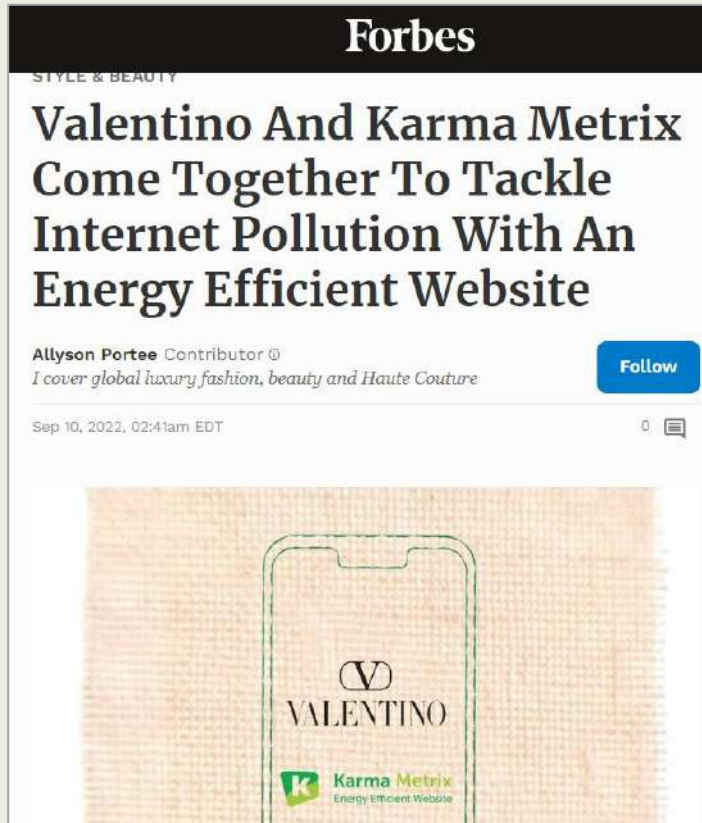 Forbes
STYLE & BEAUTY
Valentino And Karma Metrix
Come Together To Tackle
Internet Pollution With An
Energy Efficient Website
Allyson Portee Contributor
I cover global luxury fashion, beauty and Haute Couture
Follow
Sep 10, 2022, 02:41am EDT
0
V
VALENTINO
K
Karma Metrix
Energy Efficient Website